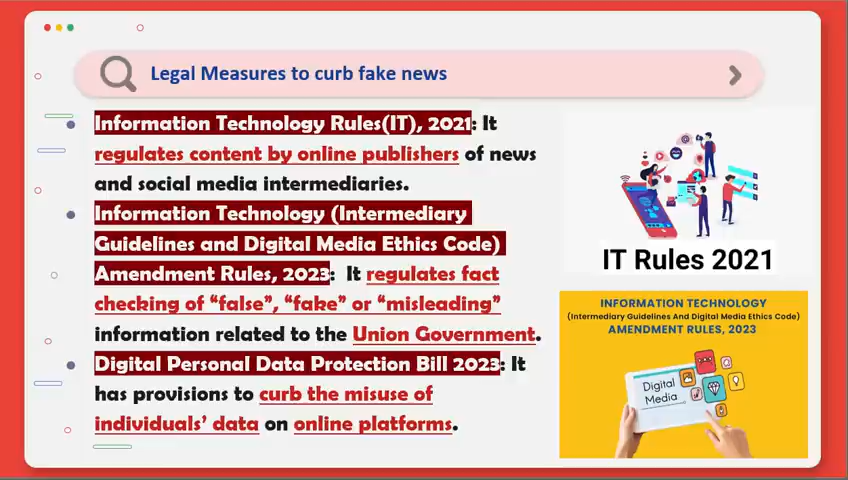 Legal Measures to curb fake news
Information Technology Rules(IT), 2021: It
regulates content by online publishers of news
and social media intermediaries.
Information Technology (Intermediary
Guidelines and Digital Media Ethics Code)
Amendment Rules, 2023: It regulates fact
checking of “false”, “fake” or “misleading”
information related to the Union Government.
Digital Personal Data Protection Bill 2023: It
has provisions to curb the misuse of
individuals’ data on online platforms.
IT Rules 2021
INFORMATION TECHNOLOGY
(Intermediary Guidelines And Digital Media Ethics Code)
AMENDMENT RULES, 2023
Digital
Media